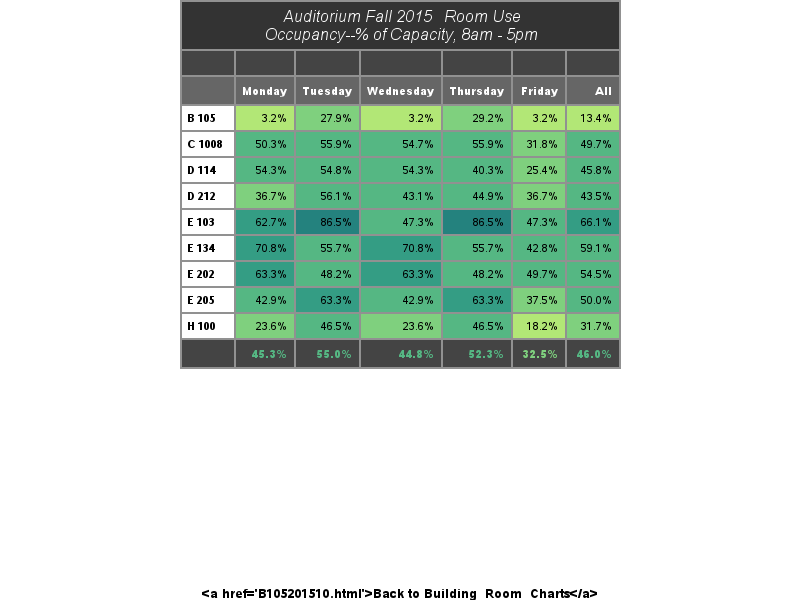 Auditorium Fall 2015 Room Use
Occupancy--% of Capacity, 8am - 5pm
Monday Tuesday Wednesday Thursday Friday All
B 105 3.2% 27.9% 3.2% 29.2% 3.2% 13.4%
C 1008 50.3% 55.9% 54.7% 55.9% 31.8% 49.7%
D 114 54.3% 54.8% 54.3% 40.3% 25.4% 45.8%
D 212 36.7% 56.1% 43.1% 44.9% 36.7% 43.5%
E 103 62.7% 86.5% 47.3% 86.5% 47.3% 66.1%
E 134 70.8% 55.7% 70.8% 55.7% 42.8% 59.1%
E 202 63.3% 48.2% 63.3% 48.2% 49.7% 54.5%
E 205 42.9% 63.3% 42.9% 63.3% 37.5% 50.0%
H 100 23.6% 46.5% 23.6% 46.5% 18.2% 31.7%
45.3% 55.0% 44.8% 52.3% 32.5% 46.0%
<a href='B105201510.html'>Back to Building Room Charts</a>